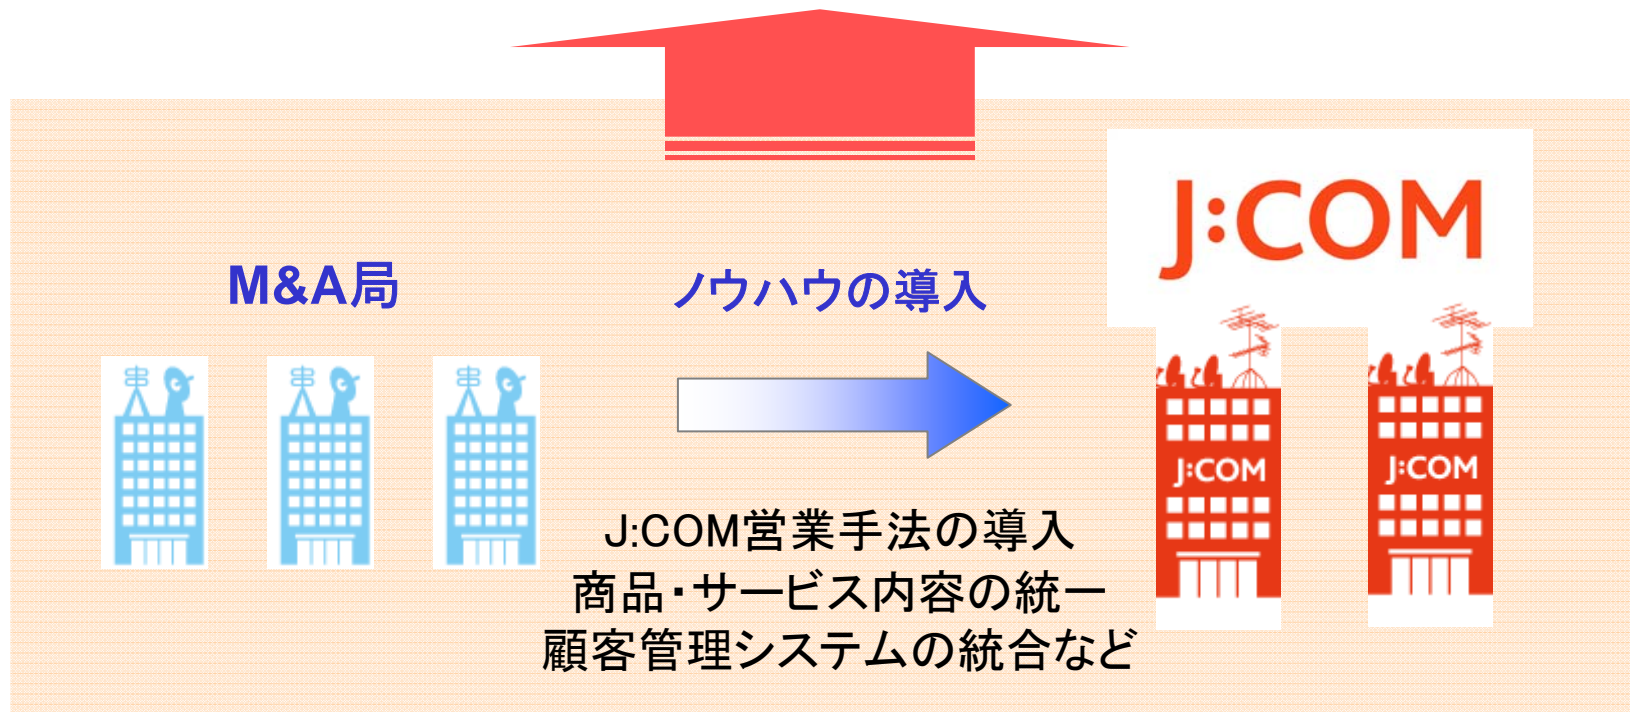 J:COM
M&A局
ノウハウの導入
J:COM
J:COM
J:COM営業手法の導入
商品・サービス内容の統一
顧客管理システムの統合など